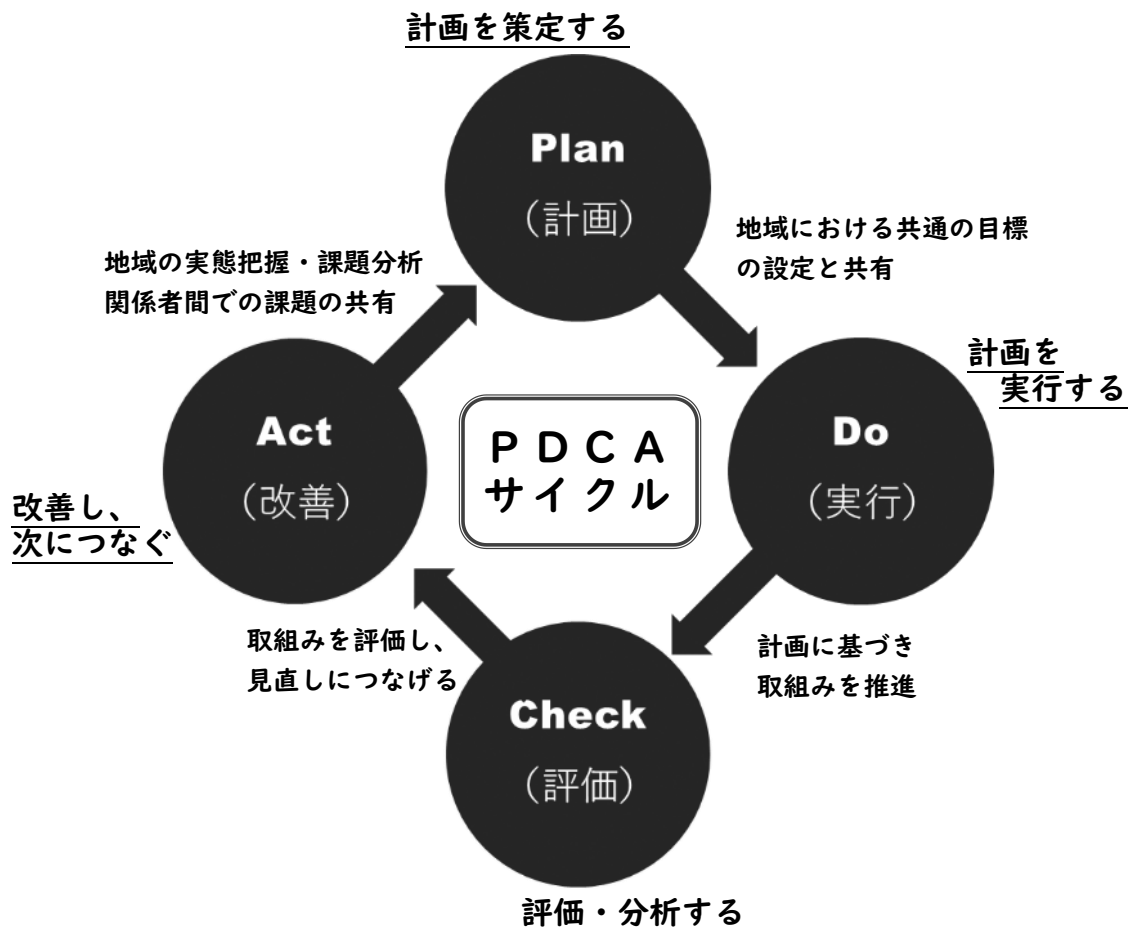 計画を策定する
Plan
（計画）
地域における共通の目標
の設定と共有
地域の実態把握・課題分析
関係者間での課題の共有
計画を
実行する
Do
（実行）
PDCA
サイクル
Act
（改善）
改善し、
次につなぐ
計画に基づき
取組みを推進
取組みを評価し、
見直しにつなげる
Check
（評価）
評価・分析する